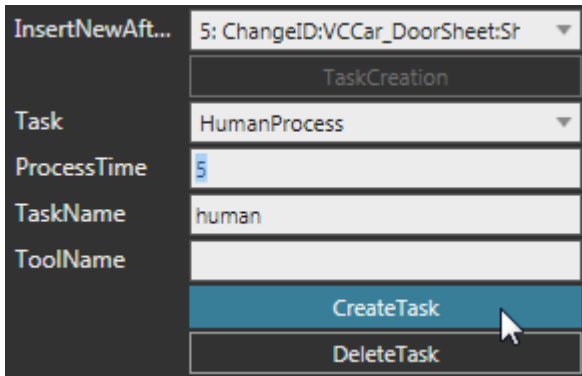 InsertNewAft... 5: ChangeID:VCCar_DoorSheet:Sh
TaskCreation
Task HumanProcess
ProcessTime 5
TaskName human
ToolName
CreateTask
DeleteTask